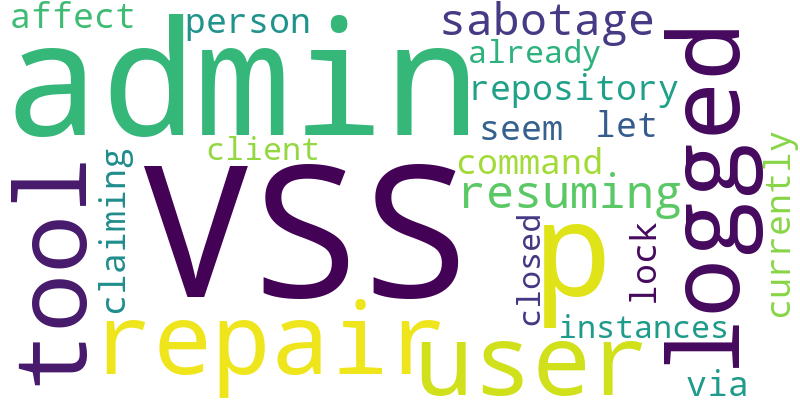 affect
person
sabotage
admin
already
logged
repository
seem
let
client
command
currently
tool
claiming
VSS
resuming
p
closed
lock
repair
user
instances
via